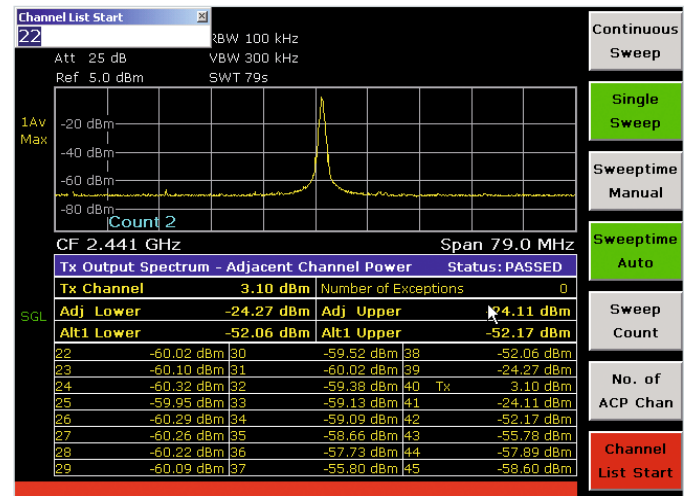 Channel List Start
22
RBW 100 kHz
Att 25 dB VBW 300 kHz
Ref 5.0 dBm SWT 79s
1AV
Max
-20 dBm
-40 dBm
-60 dBm
-80 dBm
Count 2
CF 2.441 GHz Span 79.0 MHz
Tx Output Spectrum - Adjacent Channel Power Status: PASSED
Tx Channel 3.10 dBm Number of Exceptions 0
SGL
Adj Lower -24.27 dBm Adj Upper -24.11 dBm
Alt1 Lower -52.06 dBm Alt1 Upper -52.17 dBm
22 -60.02 dBm 30 -59.52 dBm 38 -52.06 dBm
23 -60.10 dBm 31 -60.02 dBm 39 -24.27 dBm
24 -60.32 dBm 32 -59.38 dBm 40 Tx 3.10 dBm
25 -59.95 dBm 33 -59.13 dBm 41 -24.11 dBm
26 -60.29 dBm 34 -59.09 dBm 42 -52.17 dBm
27 -60.26 dBm 35 -58.66 dBm 43 -55.78 dBm
28 -60.22 dBm 36 -57.73 dBm 44 -57.89 dBm
29 -60.09 dBm 37 -55.80 dBm 45 -58.60 dBm
Continuous
Sweep
Single
Sweep
Sweeptime
Manual
Sweeptime
Auto
Sweep
Count
No. of
ACP Chan
Channel
List Start